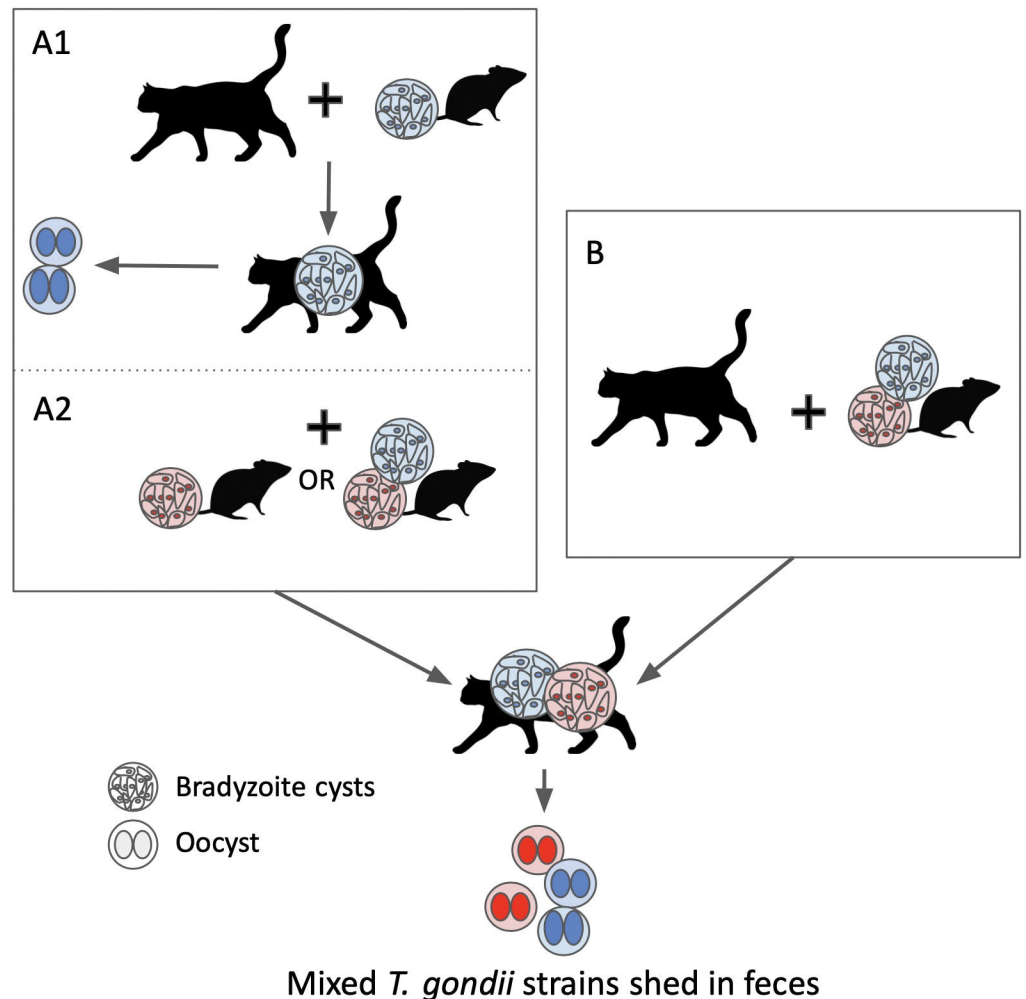 A1
+
A2
+
OR
B
+
Bradyzoite cysts
Oocyst
Mixed T. gondii strains shed in feces